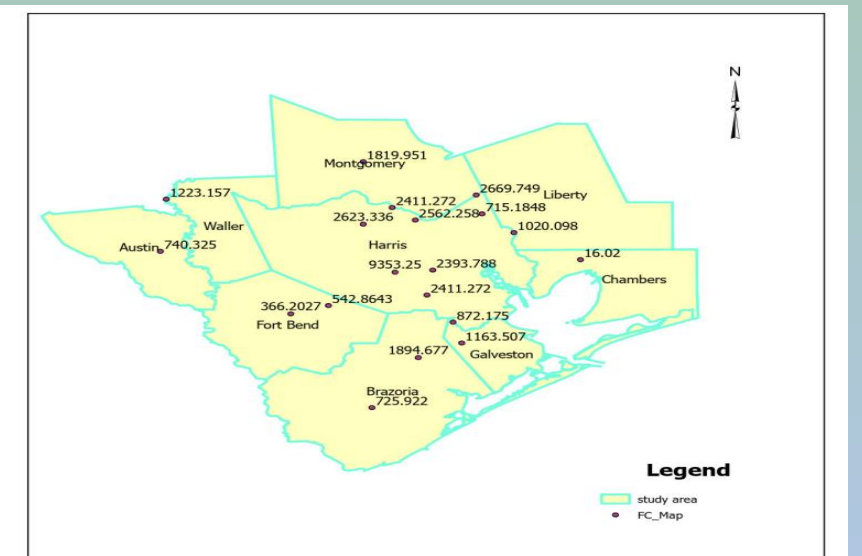 N
1819.951
Montgomery
1223.157
2669.749
Liberty
2411.272
715.1848
2623.336
2562.258
Waller
1020.098
Austin
740.325
Harris
16.02
9353.25
2393.788
Chambers
2411.272
366.2027
542.8643
Fort Bend
872.175
1163.507
1894.677
Galveston
Brazoria
725.922
Legend
study area
FC_Map